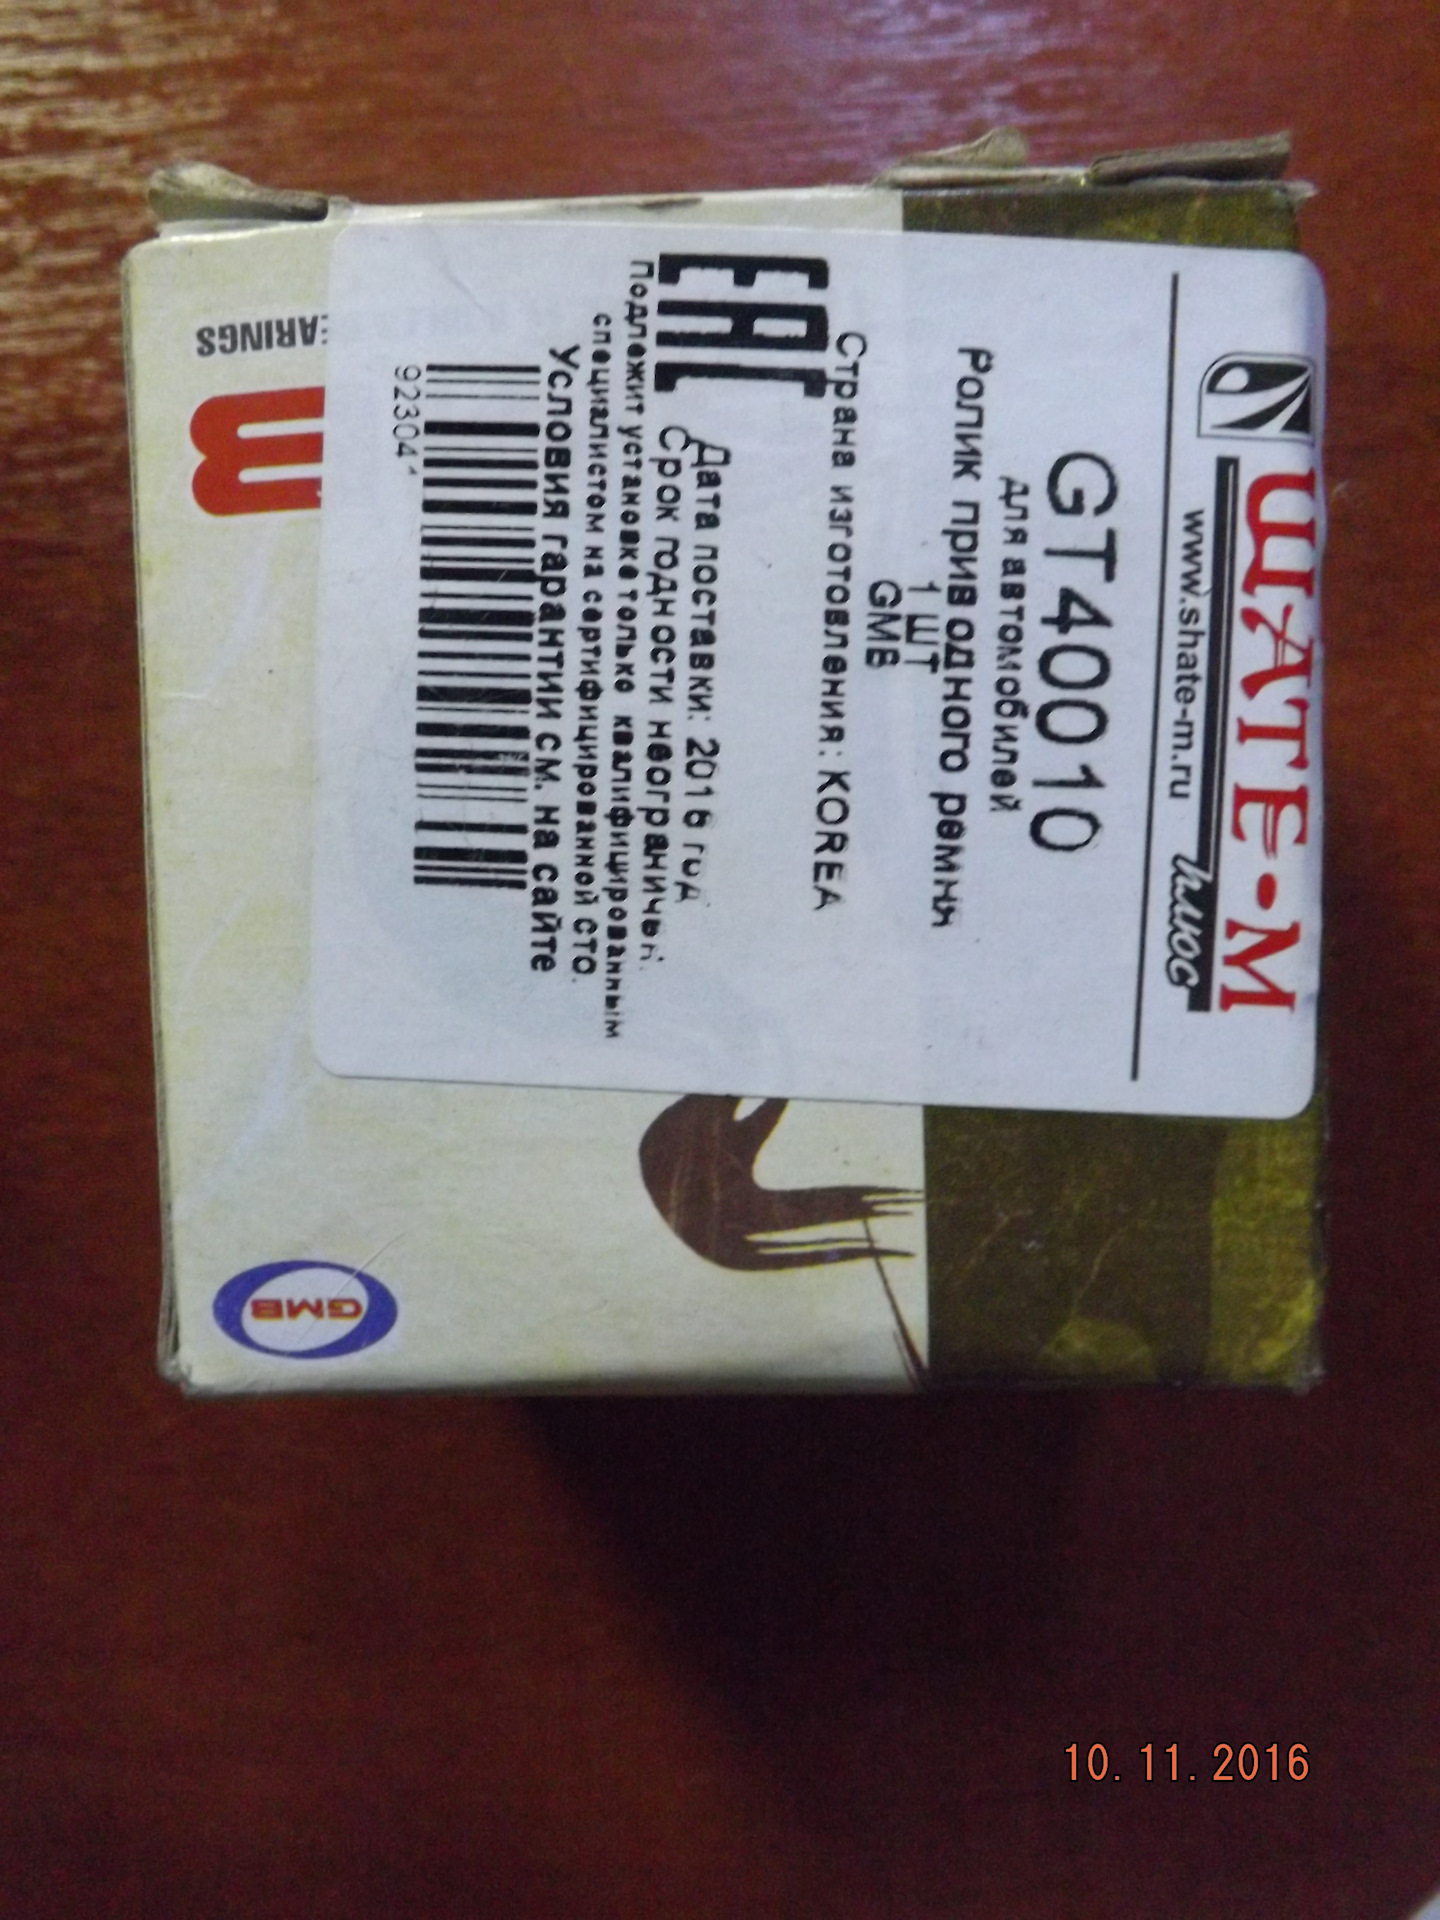 ШАТЕ-М
плюс
www.shate-m.ru
GT40010
для автомобилей
Ролик приводного ремня
1 ШТ
GMB
Страна изготовления: KOREA
EAC
Дата поставки: 2016 год
Срок годности неограничен.
Подлежит установке только квалифицированным
специалистом на сертифицированной СТО.
Условия гарантии см. на сайте
92304
EARINGS
GMB
10.11.2016